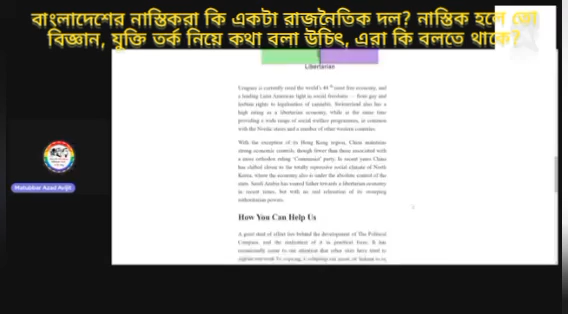 বাংলাদেশের নাস্তিকরা কি একটা রাজনৈতিক দল? নাস্তিক হলে তো
বিজ্ঞান, যুক্তি তর্ক নিয়ে কথা বলা উচিৎ, এরা কি বলতে থাকে?
Libertarian
Uruguay is currently rated the world's 44th most free economy, and
a leading Latin American light in social freedoms — from gay and
lesbian rights to legalisation of cannabis. Switzerland also has a
high rating as a libertarian economy, while at the same time
providing a wide range of social welfare programmes, in common
with the Nordic states and a number of other western countries.
With the exception of its Hong Kong region, China maintains
strong economic controls, though fewer than those associated with
a more orthodox ruling 'Communist' party. In recent years China
has shifted closer to the totally repressive social climate of North
Korea, where the economy also is under the absolute control of the
state. Saudi Arabia has moved further towards a libertarian economy
in recent times, but with no real relaxation of its sweeping
authoritarian powers.
How You Can Help Us
A great deal of effort lies behind the development of The Political
Compass, and the realisation of it in practical form. It has
occasionally come to our attention that other sites have tried to
Mahabbar Azad Avijit